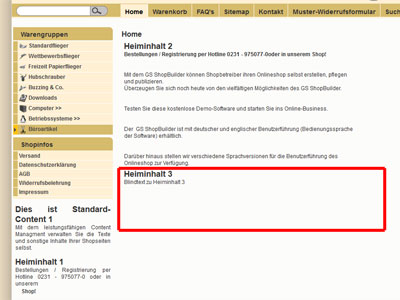 Home Warenkorb FAQ's Sitemap Kontakt Muster-Widerrufsformular
Warengruppen
Standardflieger
Wettbewerbsflieger
Freizeit Papierflieger
Hubschrauber
Buzzing & Co.
Downloads
Computer >>
Betriebssysteme >>
Büroartikel
Shopinfos
Versand
Datenschutzerklärung
AGB
Widerrufsbelehrung
Impressum
Dies ist Standard-
Content 1
Mit dem leistungsfähigen Content
Managment verwalten Sie die Texte
und sonstige Inhalte Ihrer Shopseiten
selbst.
Heiminhalt 1
Bestellungen / Registrierung per
Hotline 0231 - 975077-0 oder in
unserem
Shop!
Home
Heiminhalt 2
Bestellungen / Registrierung per Hotline 0231 - 975077-0oder in unserem Shop!
Mit dem GS ShopBuilder können Shopbetreiber ihren Onlineshop selbst erstellen, pflegen
und publizieren.
Überzeugen Sie sich noch heute von den vielfältigen Möglichkeiten des GS ShopBuilder.
Testen Sie diese kostenlose Demo-Software und starten Sie ins Online-Business.
Der GS ShopBuilder ist mit deutscher und englischer Benutzerführung (Bedienungssprache
der Software) erhältlich.
Darüber hinaus stellen wir verschiedene Sprachversionen für die Benutzerführung des
Onlineshop zur Verfügung.
Heiminhalt 3
Blindtext zu Heiminhalt 3